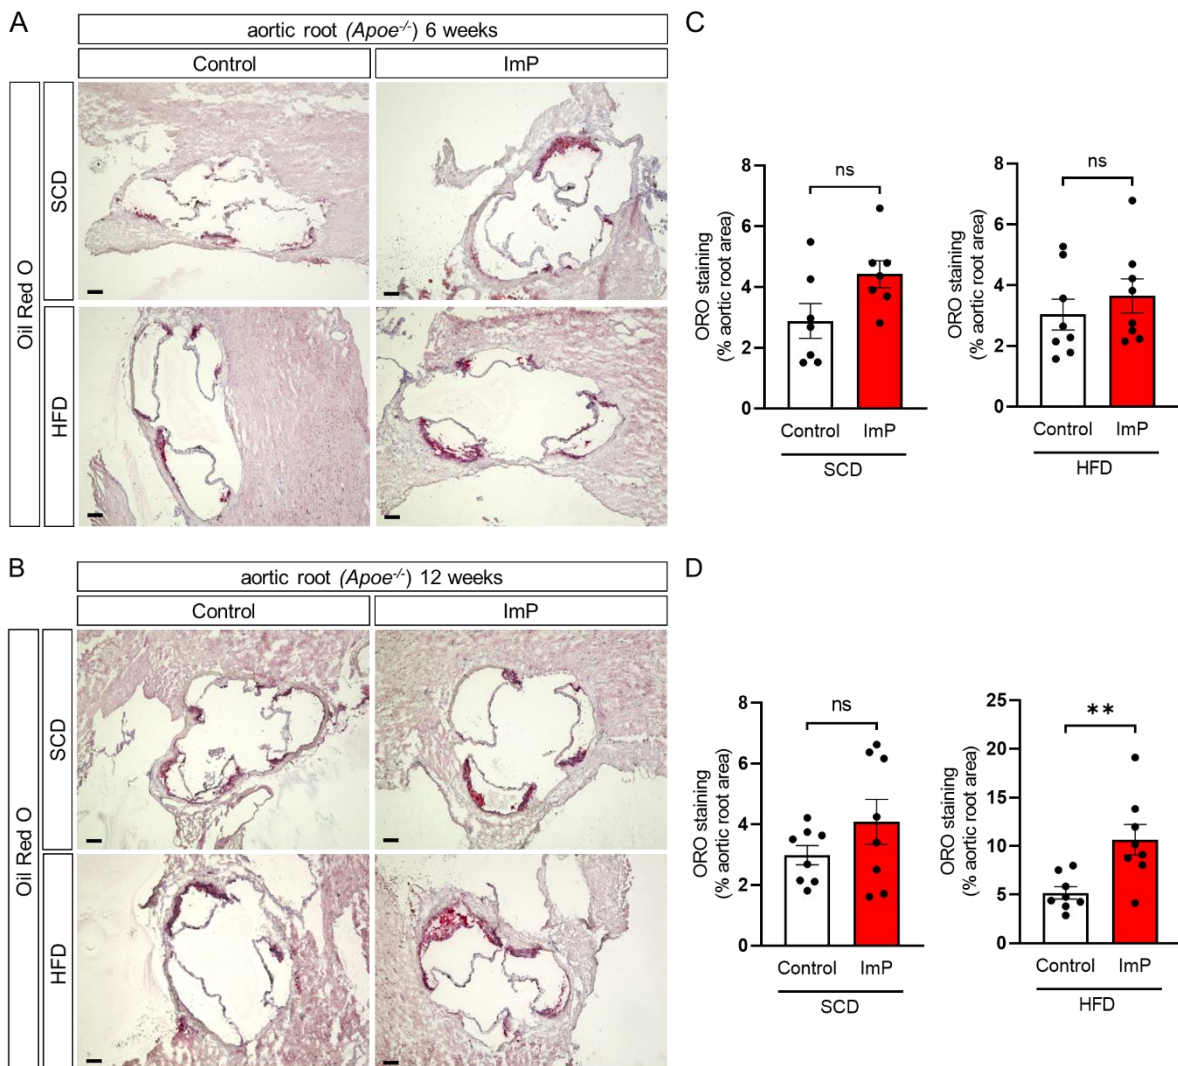 A
aortic root (Apoe-/-) 6 weeks
Control
ImP
Oil Red O
SCD
HFD
B
aortic root (Apoe-/-) 12 weeks
Control
ImP
Oil Red O
SCD
HFD
C
ORO staining
(% aortic root area)
8
6
4
2
0
ns
Control
ImP
SCD
ORO staining
(% aortic root area)
8
6
4
2
0
ns
Control
ImP
HFD
D
ORO staining
(% aortic root area)
8
6
4
2
0
ns
Control
ImP
SCD
ORO staining
(% aortic root area)
25
20
15
10
5
0
**
Control
ImP
HFD